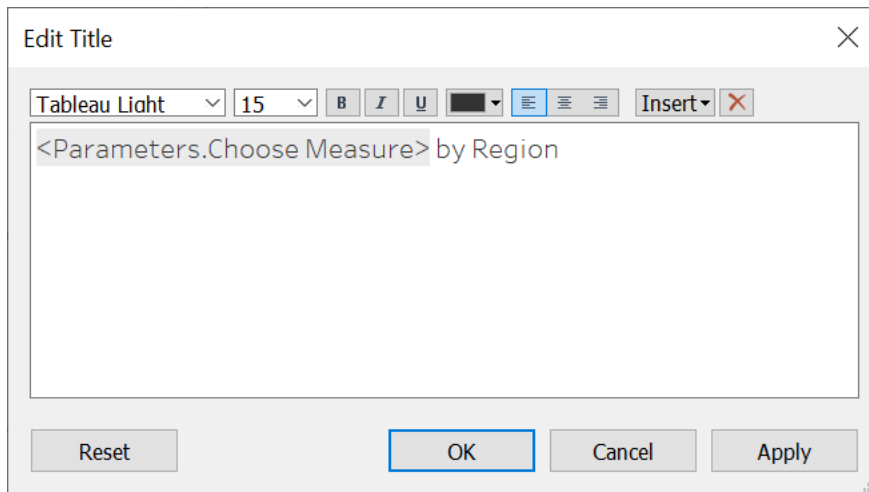 Edit Title
Tableau Light 15 B I U Insert
<Parameters.Choose Measure> by Region
Reset OK Cancel Apply